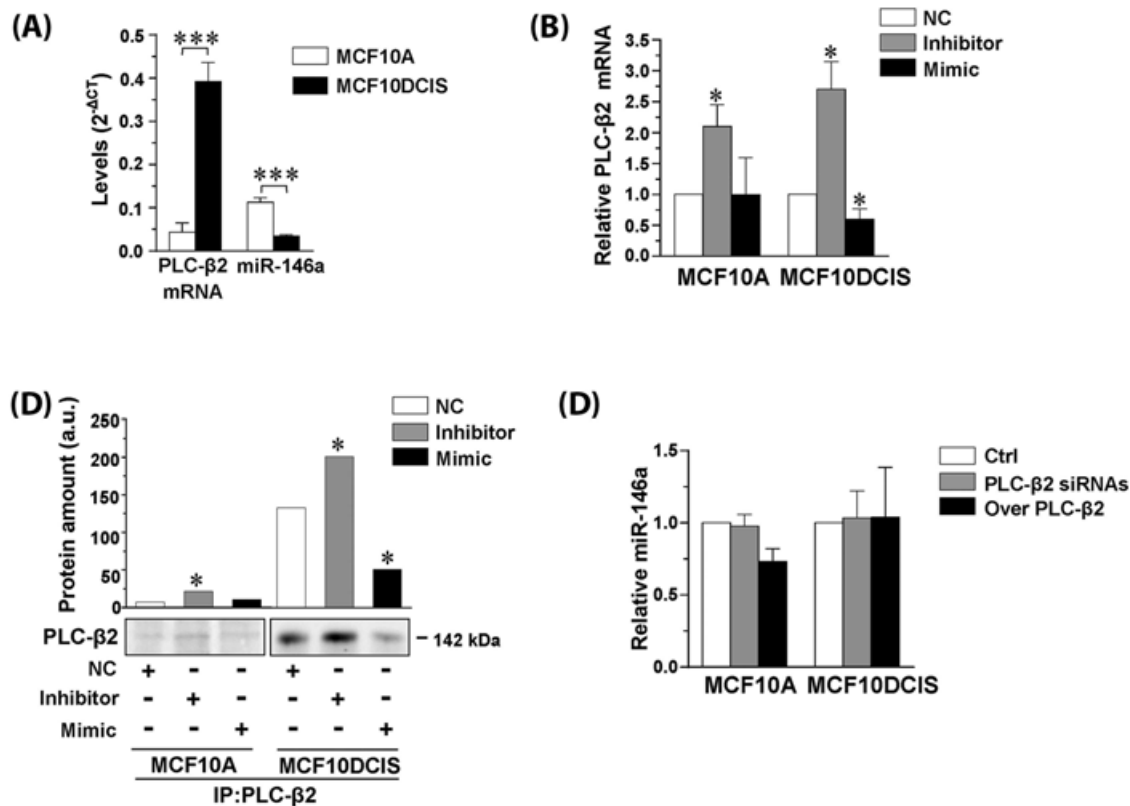 (A)
Levels (2^-ΔCT)
0.5
0.4
0.3
0.2
0.1
0.0
***
***
MCF10A
MCF10DCIS
PLC-β2 miR-146a
mRNA
(B)
Relative PLC-β2 mRNA
3.5
3.0
2.5
2.0
1.5
1.0
0.5
0.0
NC
Inhibitor
Mimic
*
*
*
MCF10A MCF10DCIS
(D)
Protein amount (a.u.)
250
200
150
100
50
0
NC
Inhibitor
Mimic
*
*
*
PLC-β2 – 142 kDa
NC + - - + - -
Inhibitor - + - - + -
Mimic - - + - - +
MCF10A MCF10DCIS
IP:PLC-β2
(D)
Relative miR-146a
1.5
1.0
0.5
0.0
Ctrl
PLC-β2 siRNAs
Over PLC-β2
MCF10A MCF10DCIS